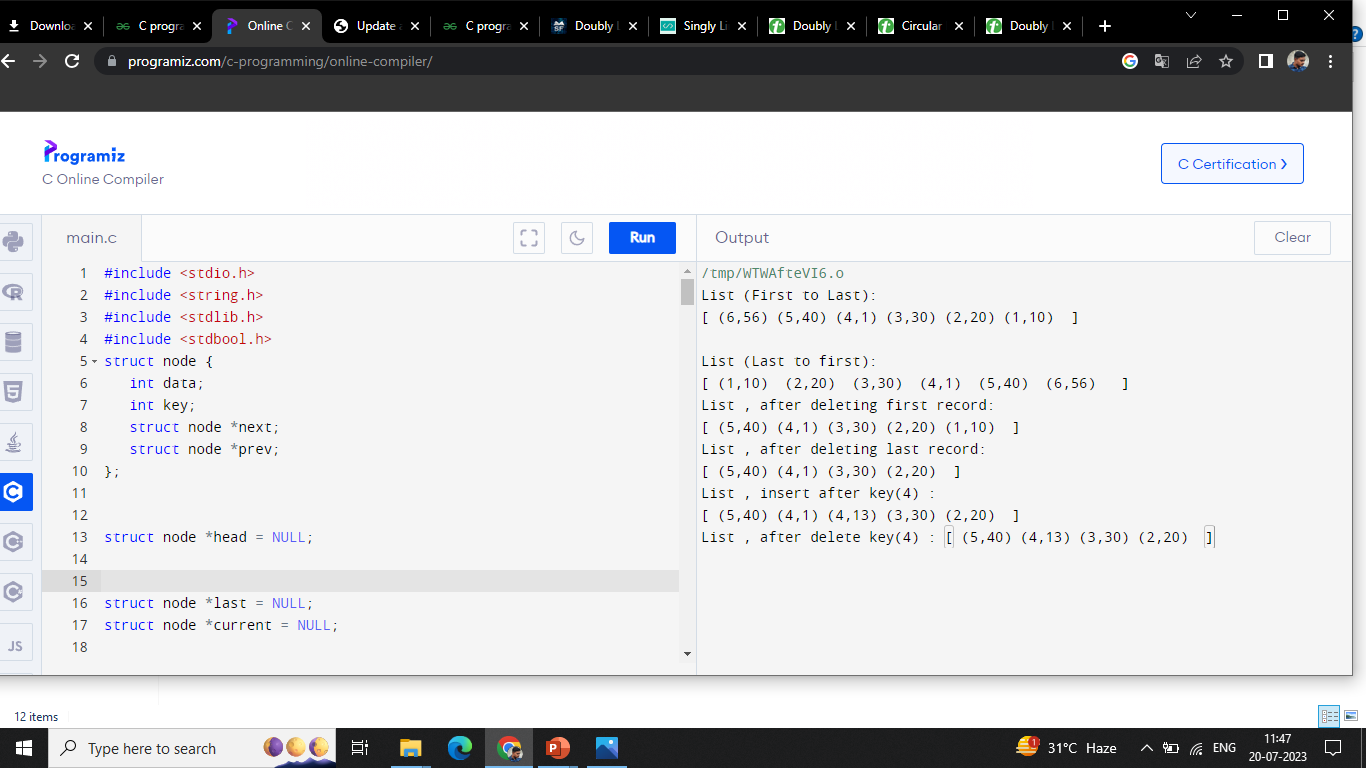 Downloa
C progra
Online C
Update
C progra
Doubly
Singly Li
Doubly
Circular
Doubly
programiz.com/c-programming/online-compiler/
Programiz
C Online Compiler
C Certification
main.c
Run
Output
Clear
1 #include <stdio.h>
2 #include <string.h>
3 #include <stdlib.h>
4 #include <stdbool.h>
5 struct node {
6 int data;
7 int key;
8 struct node *next;
9 struct node *prev;
10 };
11
12
13 struct node *head = NULL;
14
15
16 struct node *last = NULL;
17 struct node *current = NULL;
18
/tmp/WTWAfteVI6.o
List (First to Last):
[ (6,56) (5,40) (4,1) (3,30) (2,20) (1,10)  ]
List (Last to first):
[ (1,10)  (2,20)  (3,30)  (4,1)  (5,40)  (6,56)   ]
List , after deleting first record:
[ (5,40) (4,1) (3,30) (2,20) (1,10)  ]
List , after deleting last record:
[ (5,40) (4,1) (3,30) (2,20)  ]
List , insert after key(4) :
[ (5,40) (4,1) (4,13) (3,30) (2,20)  ]
List , after delete key(4) : [ (5,40) (4,13) (3,30) (2,20)  ]
JS
12 items
Type here to search
31°C Haze
ENG
11:47
20-07-2023